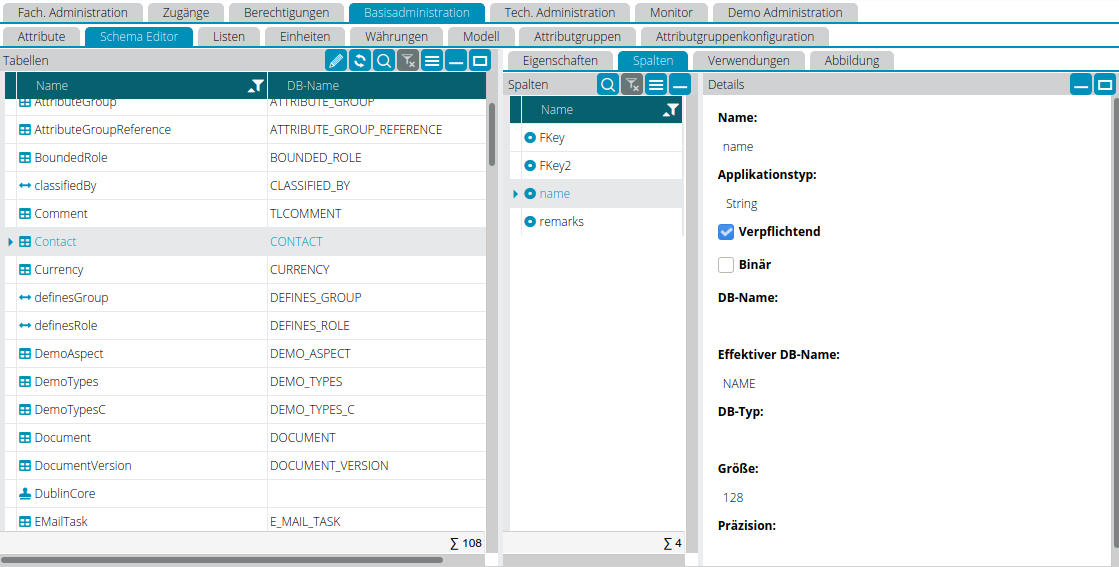 Fach. Administration Zugänge Berechtigungen Basisadministration Tech. Administration Monitor Demo Administration
Attribute Schema Editor Listen Einheiten Währungen Modell Attributgruppen Attributgruppenkonfiguration
Tabellen
Name DB-Name
AttributeGroup ATTRIBUTE_GROUP
AttributeGroupReference ATTRIBUTE_GROUP_REFERENCE
BoundedRole BOUNDED_ROLE
classifiedBy CLASSIFIED_BY
Comment TLCOMMENT
Contact CONTACT
Currency CURRENCY
definesGroup DEFINES_GROUP
definesRole DEFINES_ROLE
DemoAspect DEMO_ASPECT
DemoTypes DEMO_TYPES
DemoTypesC DEMO_TYPES_C
Document DOCUMENT
DocumentVersion DOCUMENT_VERSION
DublinCore
EMailTask E_MAIL_TASK
∑ 108
Eigenschaften Spalten Verwendungen Abbildung
Spalten
Name
FKey
FKey2
name
remarks
∑ 4
Details
Name:
name
Applikationstyp:
String
Verpflichtend
Binär
DB-Name:
Effektiver DB-Name:
NAME
DB-Typ:
Größe:
128
Präzision: